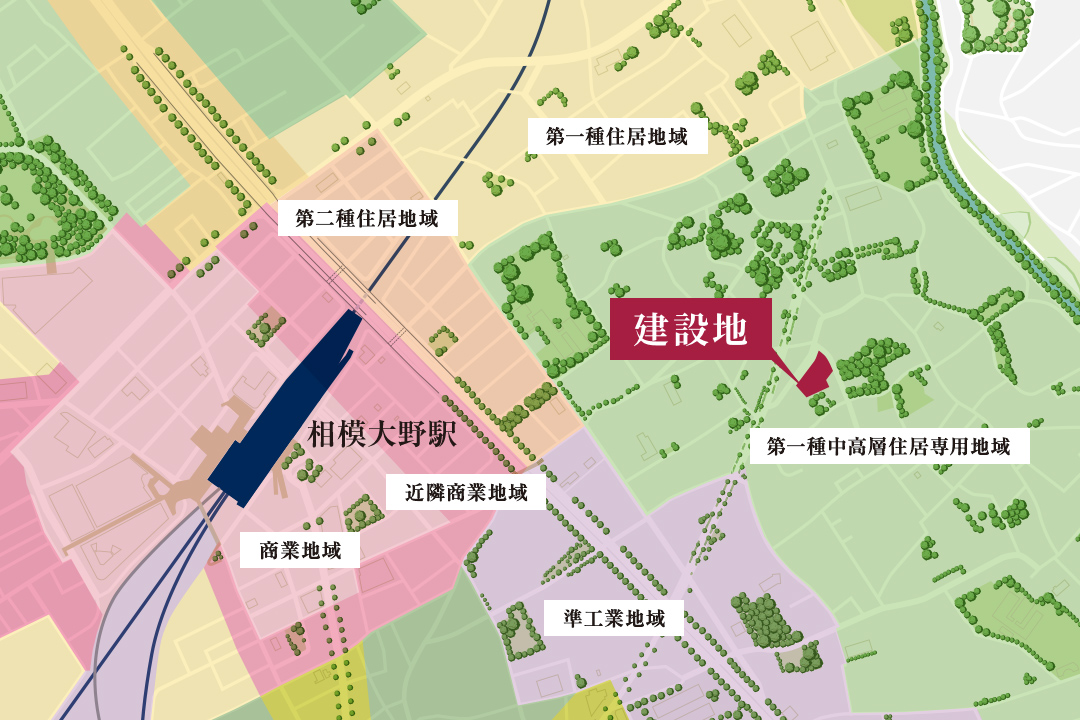 第一種住居地域
第二種住居地域
建設地
相模大野駅
第一種中高層住居専用地域
近隣商業地域
商業地域
準工業地域